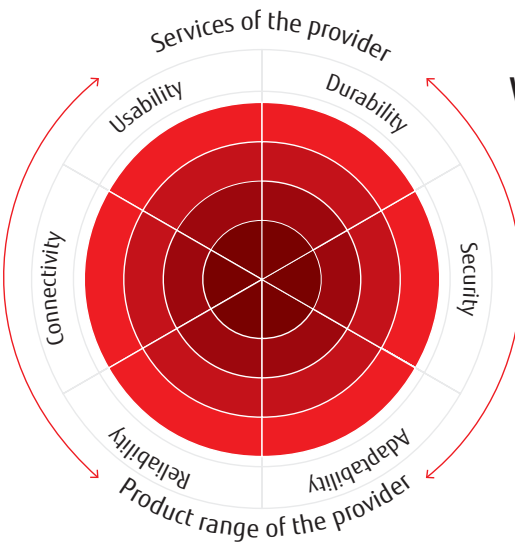 Services of the provider
Usability
Durability
Connectivity
Security
Reliability
Adaptability
Product range of the provider